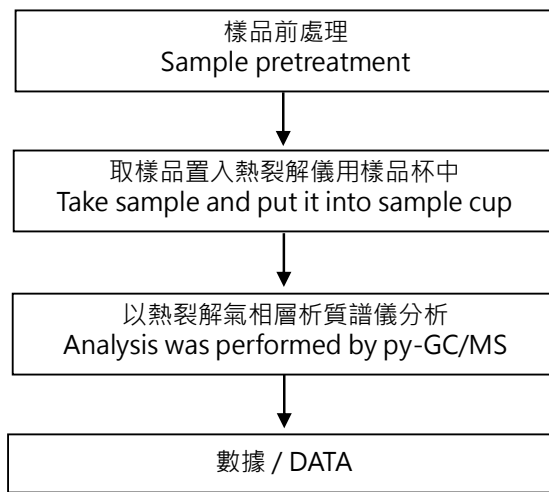 樣品前處理
Sample pretreatment
取樣品置入熱裂解儀用樣品杯中
Take sample and put it into sample cup
以熱裂解氣相層析質譜儀分析
Analysis was performed by py-GC/MS
數據 / DATA